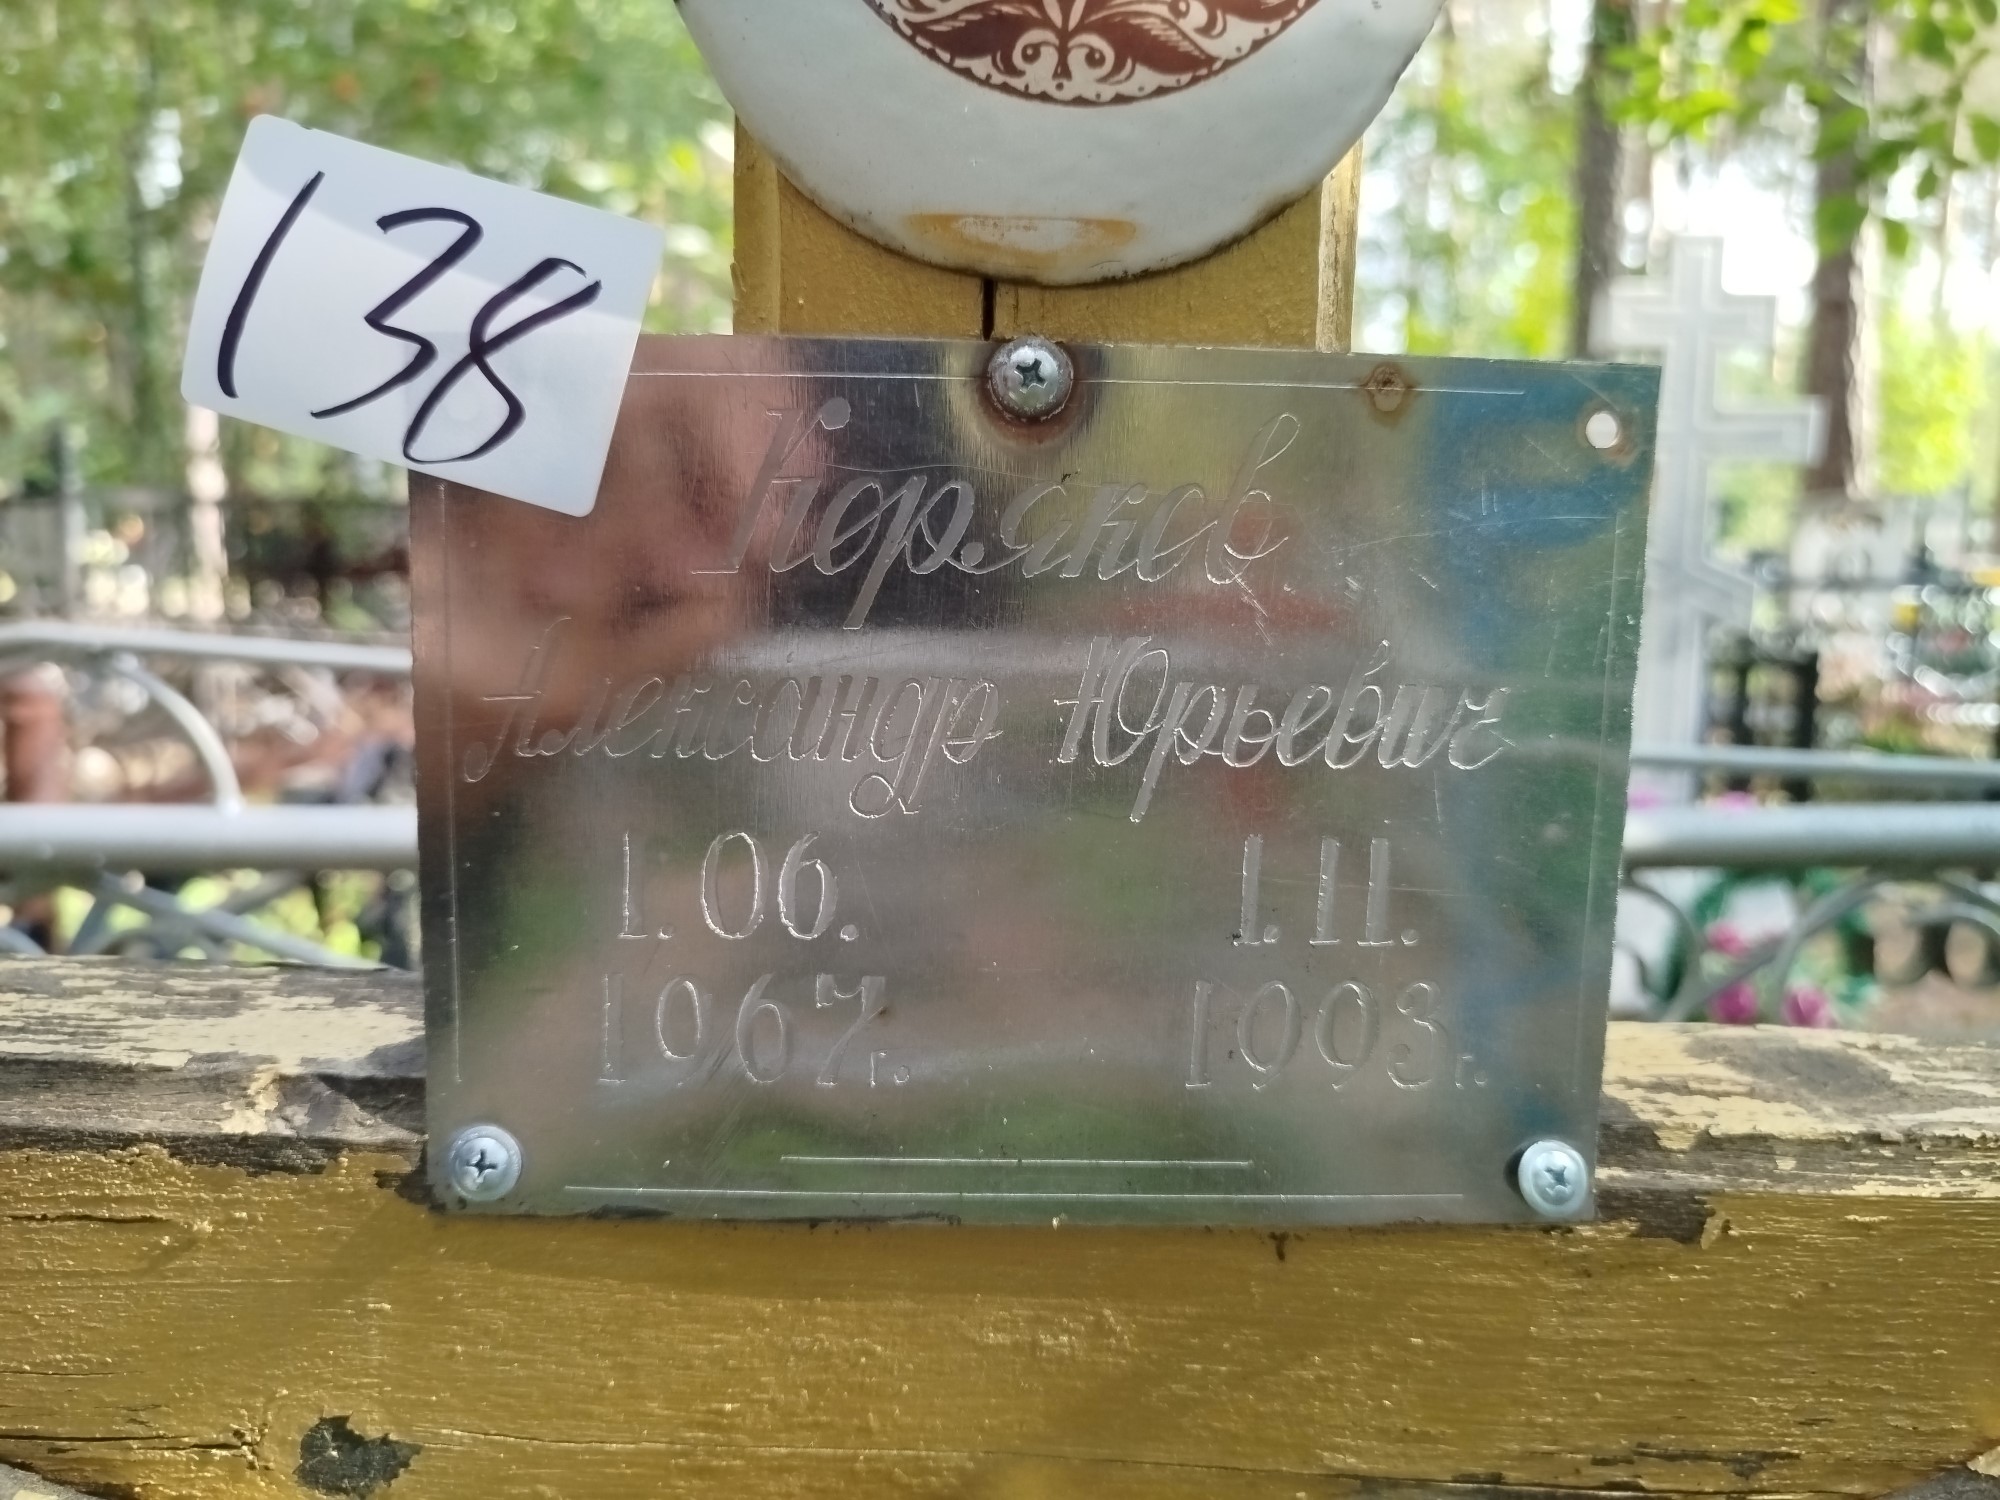 138
Коряков
Александр Юрьевич
1.06. 1.11.
1967г. 1993г.